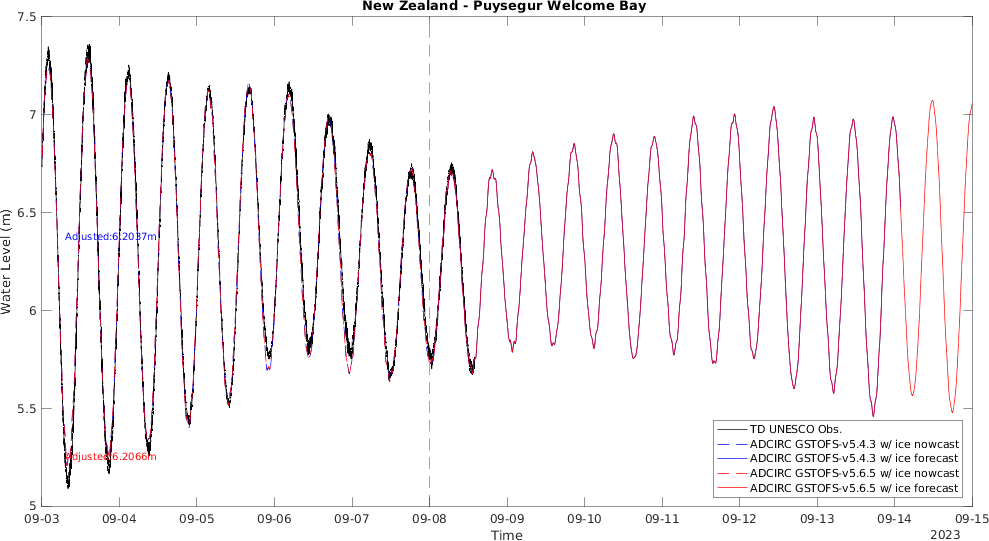 New Zealand - Puysegur Welcome Bay
7.5
7
6.5
6
5.5
5
Water Level (m)
Adjusted:6.2037m
Adjusted:6.2066m
TD UNESCO Obs.
ADCIRC GSTOFS-v5.4.3 w/ ice nowcast
ADCIRC GSTOFS-v5.4.3 w/ ice forecast
ADCIRC GSTOFS-v5.6.5 w/ ice nowcast
ADCIRC GSTOFS-v5.6.5 w/ ice forecast
09-03 09-04 09-05 09-06 09-07 09-08 09-09 09-10 09-11 09-12 09-13 09-14 09-15
Time
2023